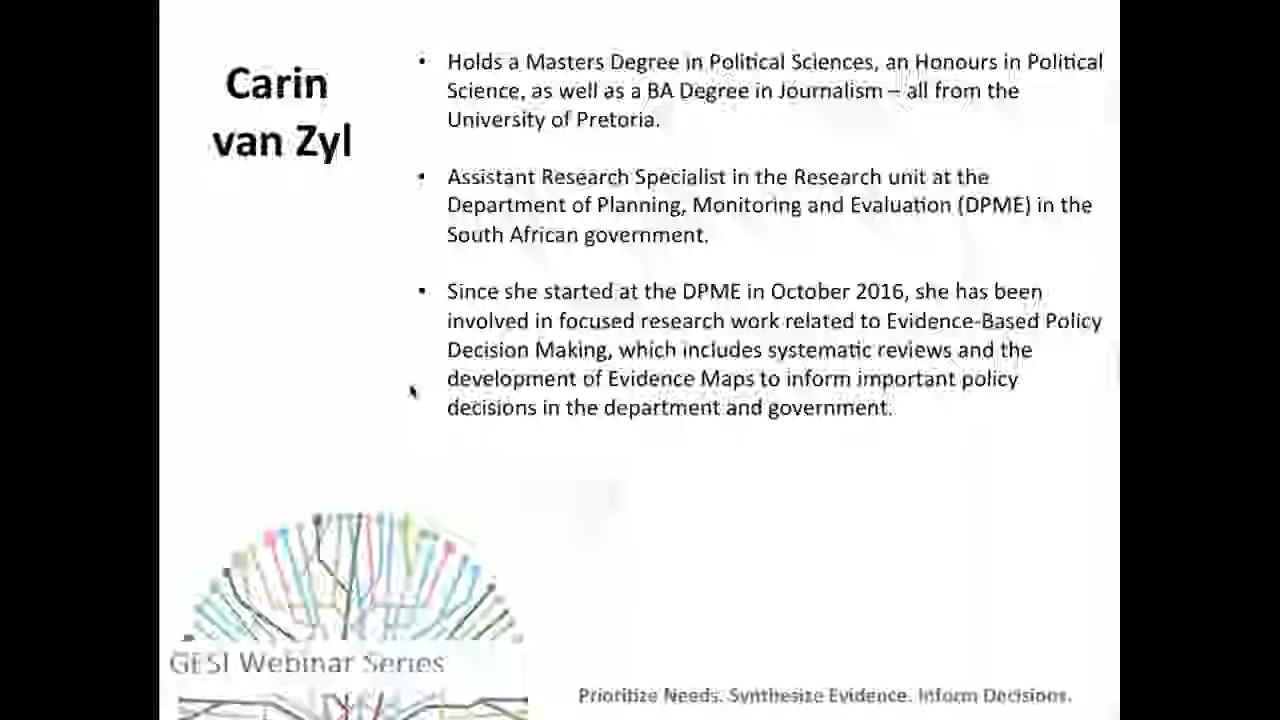 Carin
van Zyl
• Holds a Masters Degree in Political Sciences, an Honours in Political
Science, as well as a BA Degree in Journalism – all from the
University of Pretoria.
• Assistant Research Specialist in the Research unit at the
Department of Planning, Monitoring and Evaluation (DPME) in the
South African government.
• Since she started at the DPME in October 2016, she has been
involved in focused research work related to Evidence-Based Policy
Decision Making, which includes systematic reviews and the
development of Evidence Maps to inform important policy
decisions in the department and government.
GESI Webinar Series
Prioritize Needs. Synthesize Evidence. Inform Decisions.